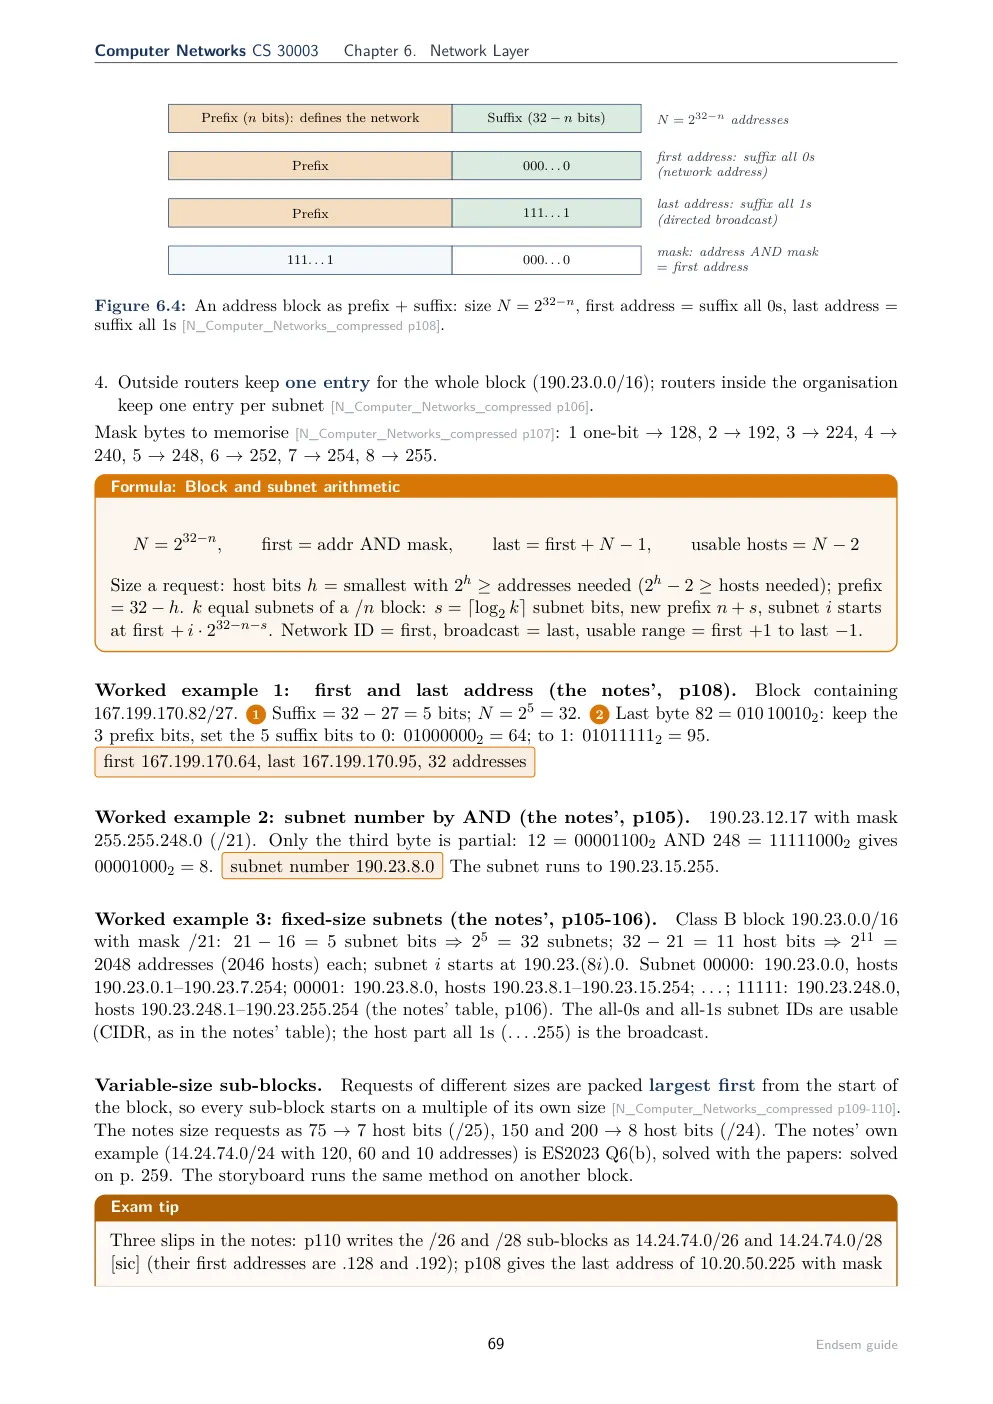 Computer Networks CS 30003 Chapter 6. Network Layer
Prefix (n bits): defines the network Suffix (32 − n bits) N = 2³²⁻ⁿ addresses
Prefix 000. . . 0 first address: suffix all 0s
(network address)
Prefix 111. . . 1 last address: suffix all 1s
(directed broadcast)
111. . . 1 000. . . 0 mask: address AND mask
= first address
Figure 6.4: An address block as prefix + suffix: size N = 2³²⁻ⁿ, first address = suffix all 0s, last address =
suffix all 1s [N_Computer_Networks_compressed p108].
4. Outside routers keep one entry for the whole block (190.23.0.0/16); routers inside the organisation
keep one entry per subnet [N_Computer_Networks_compressed p106].
Mask bytes to memorise [N_Computer_Networks_compressed p107]: 1 one-bit → 128, 2 → 192, 3 → 224, 4 →
240, 5 → 248, 6 → 252, 7 → 254, 8 → 255.
Formula: Block and subnet arithmetic
N = 2³²⁻ⁿ, first = addr AND mask, last = first + N − 1, usable hosts = N − 2
Size a request: host bits h = smallest with 2ʰ ≥ addresses needed (2ʰ − 2 ≥ hosts needed); prefix
= 32 − h. k equal subnets of a /n block: s = ⌈log₂ k⌉ subnet bits, new prefix n + s, subnet i starts
at first + i · 2³²⁻ⁿ⁻ˢ. Network ID = first, broadcast = last, usable range = first +1 to last −1.
Worked example 1: first and last address (the notes’, p108). Block containing
167.199.170.82/27. 1 Suffix = 32 − 27 = 5 bits; N = 2⁵ = 32. 2 Last byte 82 = 010 10010₂: keep the
3 prefix bits, set the 5 suffix bits to 0: 01000000₂ = 64; to 1: 01011111₂ = 95.
first 167.199.170.64, last 167.199.170.95, 32 addresses
Worked example 2: subnet number by AND (the notes’, p105). 190.23.12.17 with mask
255.255.248.0 (/21). Only the third byte is partial: 12 = 00001100₂ AND 248 = 11111000₂ gives
00001000₂ = 8. subnet number 190.23.8.0 The subnet runs to 190.23.15.255.
Worked example 3: fixed-size subnets (the notes’, p105-106). Class B block 190.23.0.0/16
with mask /21: 21 − 16 = 5 subnet bits ⇒ 2⁵ = 32 subnets; 32 − 21 = 11 host bits ⇒ 2¹¹ =
2048 addresses (2046 hosts) each; subnet i starts at 190.23.(8i).0. Subnet 00000: 190.23.0.0, hosts
190.23.0.1–190.23.7.254; 00001: 190.23.8.0, hosts 190.23.8.1–190.23.15.254; . . . ; 11111: 190.23.248.0,
hosts 190.23.248.1–190.23.255.254 (the notes’ table, p106). The all-0s and all-1s subnet IDs are usable
(CIDR, as in the notes’ table); the host part all 1s (. . . .255) is the broadcast.
Variable-size sub-blocks. Requests of different sizes are packed largest first from the start of
the block, so every sub-block starts on a multiple of its own size [N_Computer_Networks_compressed p109-110].
The notes size requests as 75 → 7 host bits (/25), 150 and 200 → 8 host bits (/24). The notes’ own
example (14.24.74.0/24 with 120, 60 and 10 addresses) is ES2023 Q6(b), solved with the papers: solved
on p. 259. The storyboard runs the same method on another block.
Exam tip
Three slips in the notes: p110 writes the /26 and /28 sub-blocks as 14.24.74.0/26 and 14.24.74.0/28
[sic] (their first addresses are .128 and .192); p108 gives the last address of 10.20.50.225 with mask
69 Endsem guide